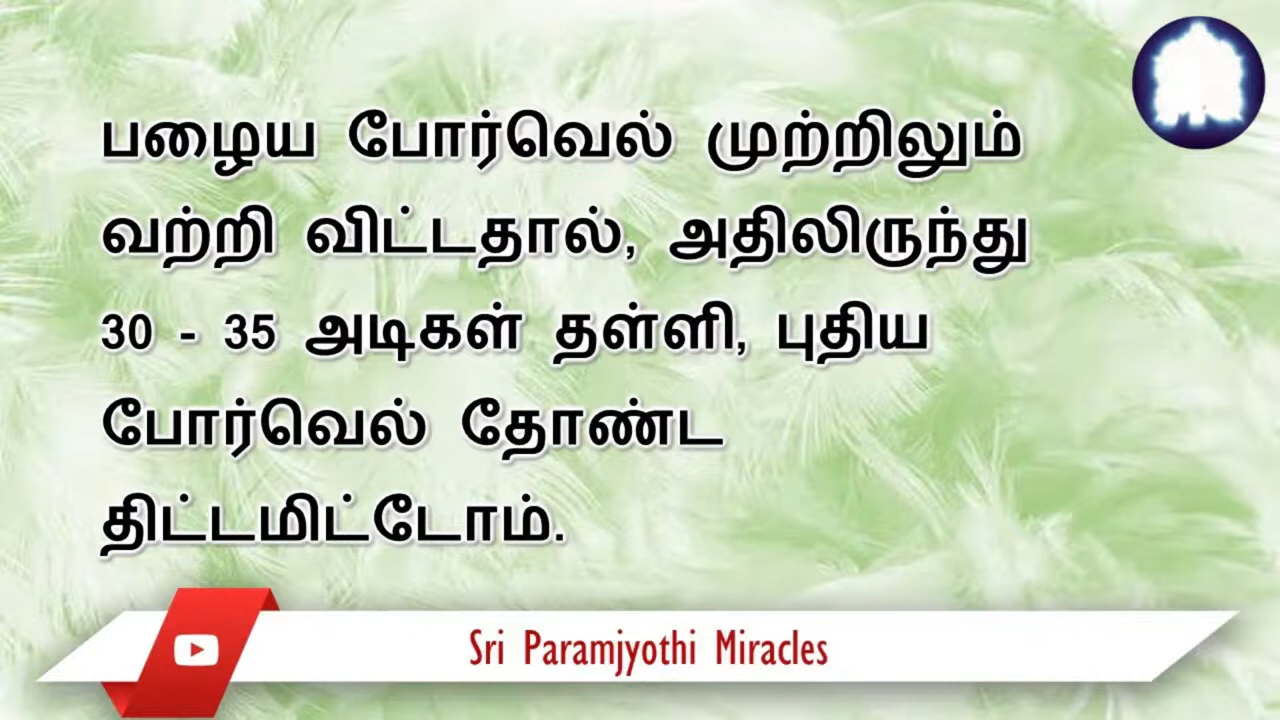 பழைய போர்வெல் முற்றிலும்
வற்றி விட்டதால், அதிலிருந்து
30 - 35 அடிகள் தள்ளி, புதிய
போர்வெல் தோண்ட
திட்டமிட்டோம்.
Sri Paramjyothi Miracles